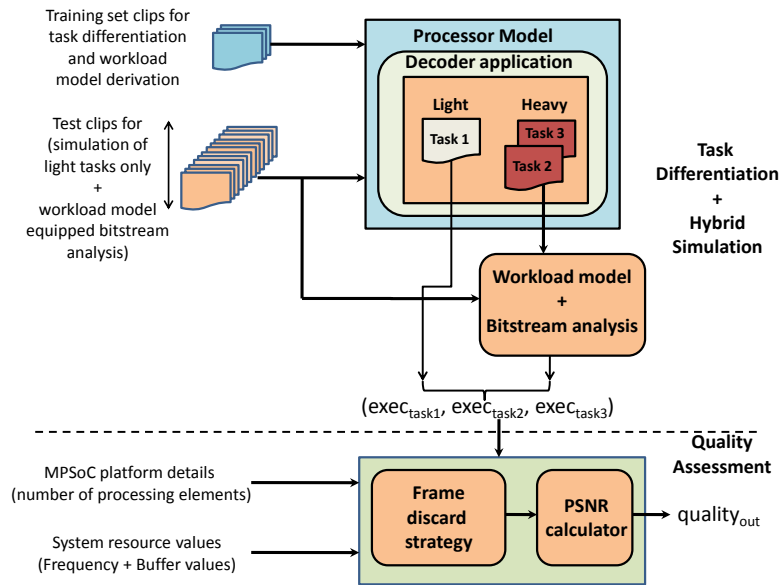 Training set clips for
task differentiation
and workload
model derivation
Processor Model
Decoder application
Light
Heavy
Task 1
Task 3
Task 2
Test clips for
(simulation of
light tasks only
+
workload model
equipped bitstream
analysis)
Task
Differentiation
+
Hybrid
Simulation
Workload model
+
Bitstream analysis
(exectask1, exectask2, exectask3)
Quality
Assessment
MPSoC platform details
(number of processing elements)
System resource values
(Frequency + Buffer values)
Frame
discard
strategy
PSNR
calculator
qualityout